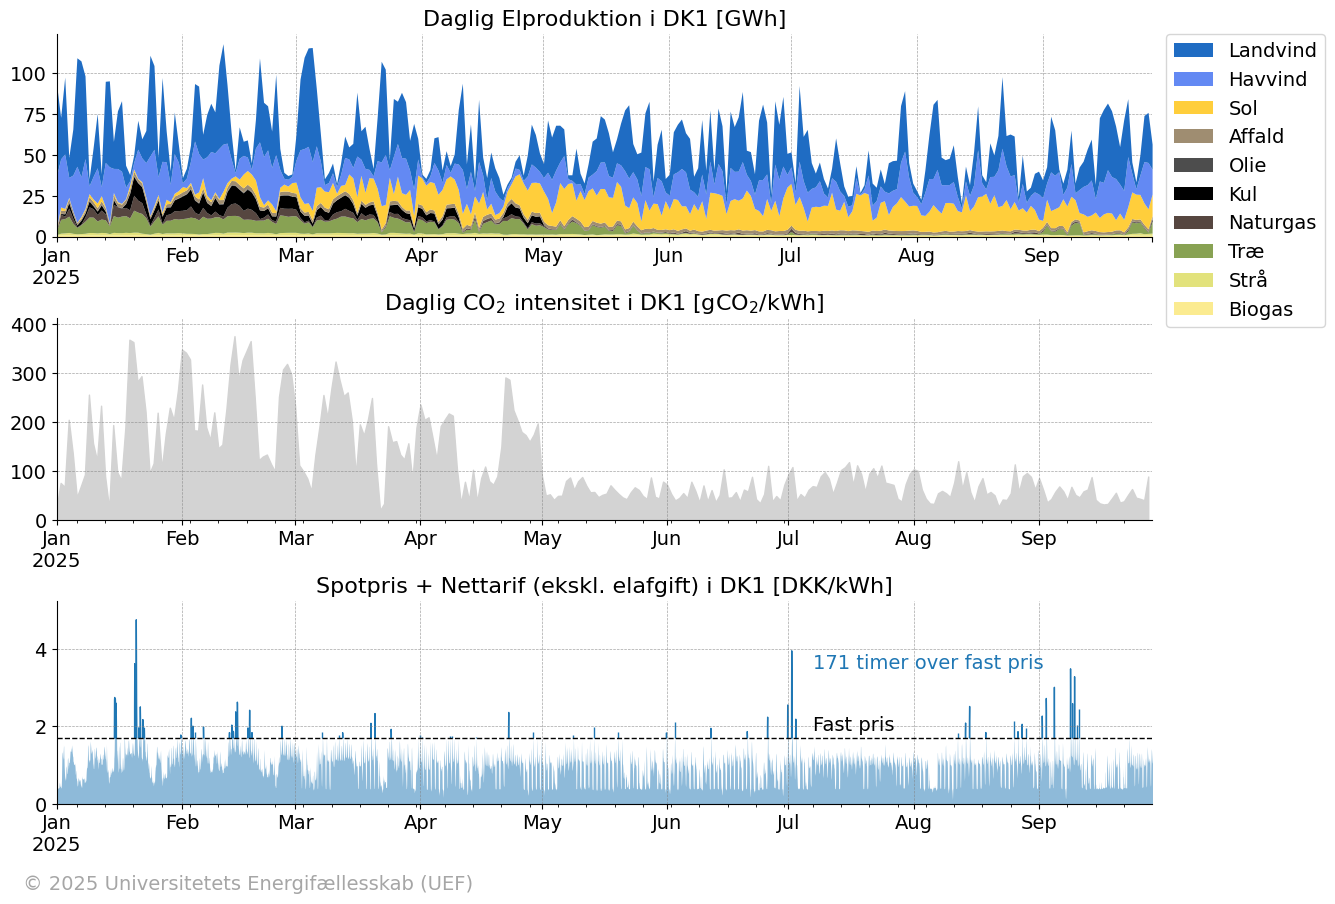 Daglig Elproduktion i DK1 [GWh]
100
75
50
25
0
Jan Feb Mar Apr May Jun Jul Aug Sep
2025
Landvind
Havvind
Sol
Affald
Olie
Kul
Naturgas
Træ
Strå
Biogas
Daglig CO₂ intensitet i DK1 [gCO₂/kWh]
400
300
200
100
0
Jan Feb Mar Apr May Jun Jul Aug Sep
2025
Spotpris + Nettarif (ekskl. elafgift) i DK1 [DKK/kWh]
4
2
0
171 timer over fast pris
Fast pris
Jan Feb Mar Apr May Jun Jul Aug Sep
2025
© 2025 Universitetets Energifællesskab (UEF)